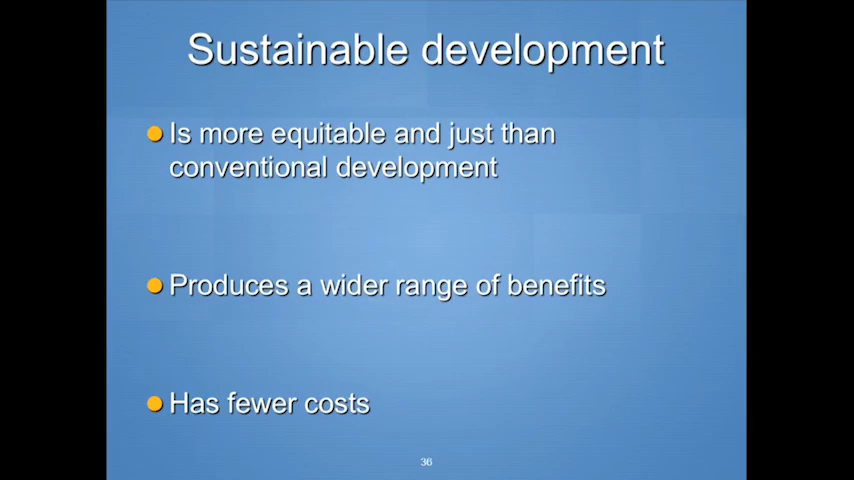 Sustainable development
Is more equitable and just than
conventional development
Produces a wider range of benefits
Has fewer costs
36